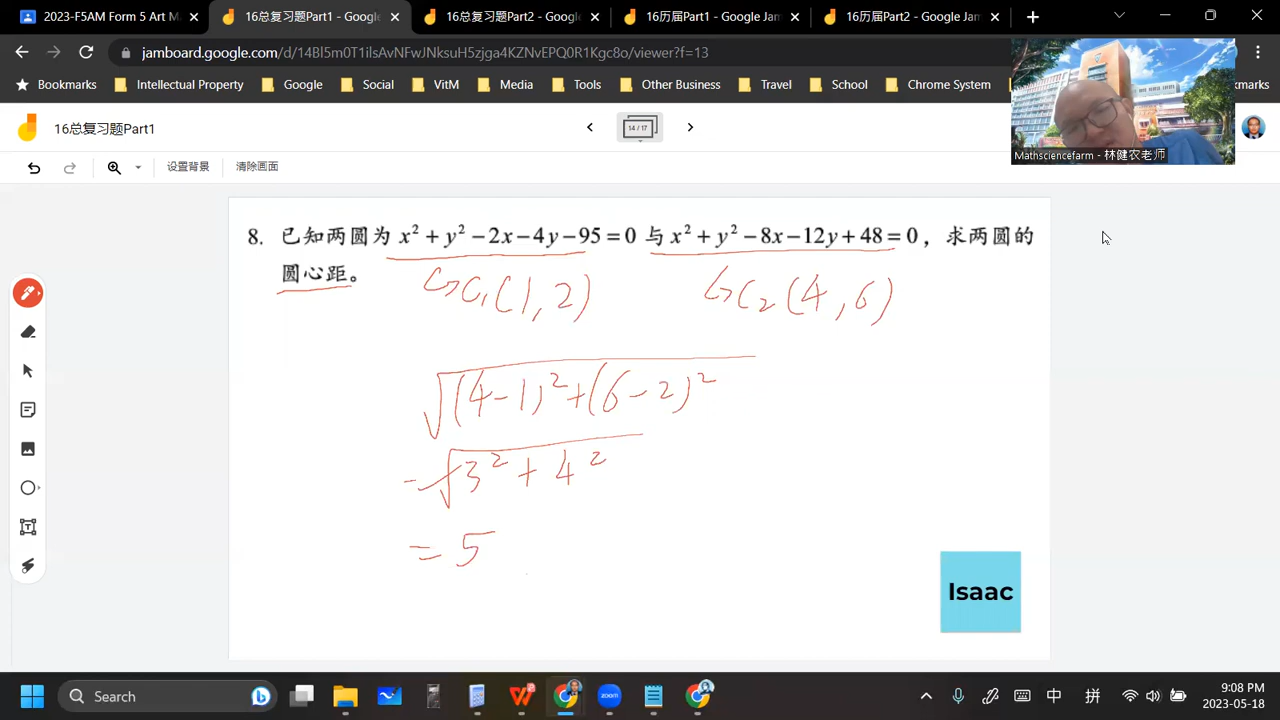 2023-F5AM Form 5 Art M
16总复习题Part1 - Google
16总复习题Part2 - Google Jam
16历届Part1 - Google Jamb
16历届Part2 - Google Jamb
jamboard.google.com/d/14BI5m0T1ilsAvNFwJNksuH5zjga4KZNvEPQ0R1Kgc8o/viewer?f=13
Bookmarks
Intellectual Property
Google
Social
VitM
Design
Media
Tools
Other Business
Travel
School
Chrome System
Bookmarks
16总复习题Part1
14 / 17
Mathsciencefarm - 林健农老师
设置背景
清除画面
8. 已知两圆为 x² + y² − 2x − 4y − 95 = 0 与 x² + y² − 8x − 12y + 48 = 0，求两圆的
圆心距。
C₁(1, 2)
C₂(4, 6)
√(4-1)²+(6-2)²
=√3²+4²
= 5
Isaac
Search
中
拼
9:08 PM
2023-05-18